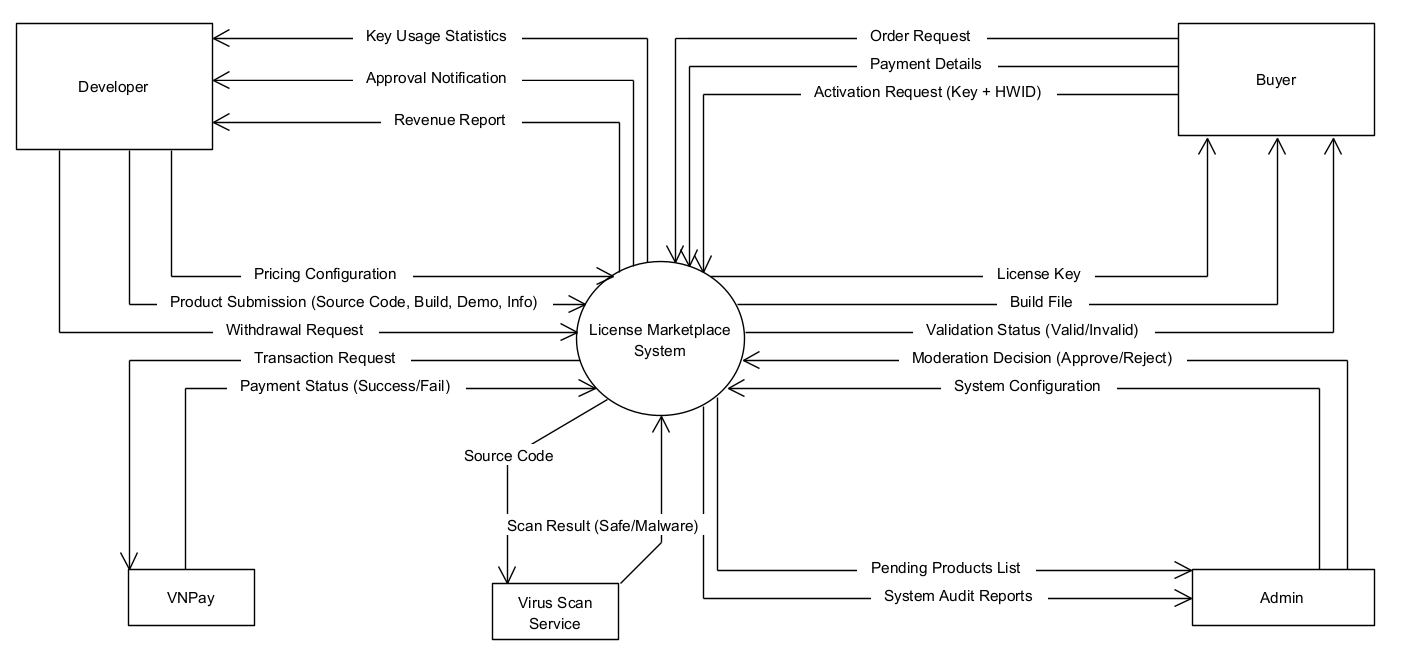 Key Usage Statistics
Order Request
Payment Details
Developer
Approval Notification
Buyer
Activation Request (Key + HWID)
Revenue Report
Pricing Configuration
License Key
Product Submission (Source Code, Build, Demo, Info)
Build File
Withdrawal Request
License Marketplace
System
Validation Status (Valid/Invalid)
Transaction Request
Moderation Decision (Approve/Reject)
Payment Status (Success/Fail)
System Configuration
Source Code
Scan Result (Safe/Malware)
Pending Products List
VNPay
Virus Scan
Service
System Audit Reports
Admin